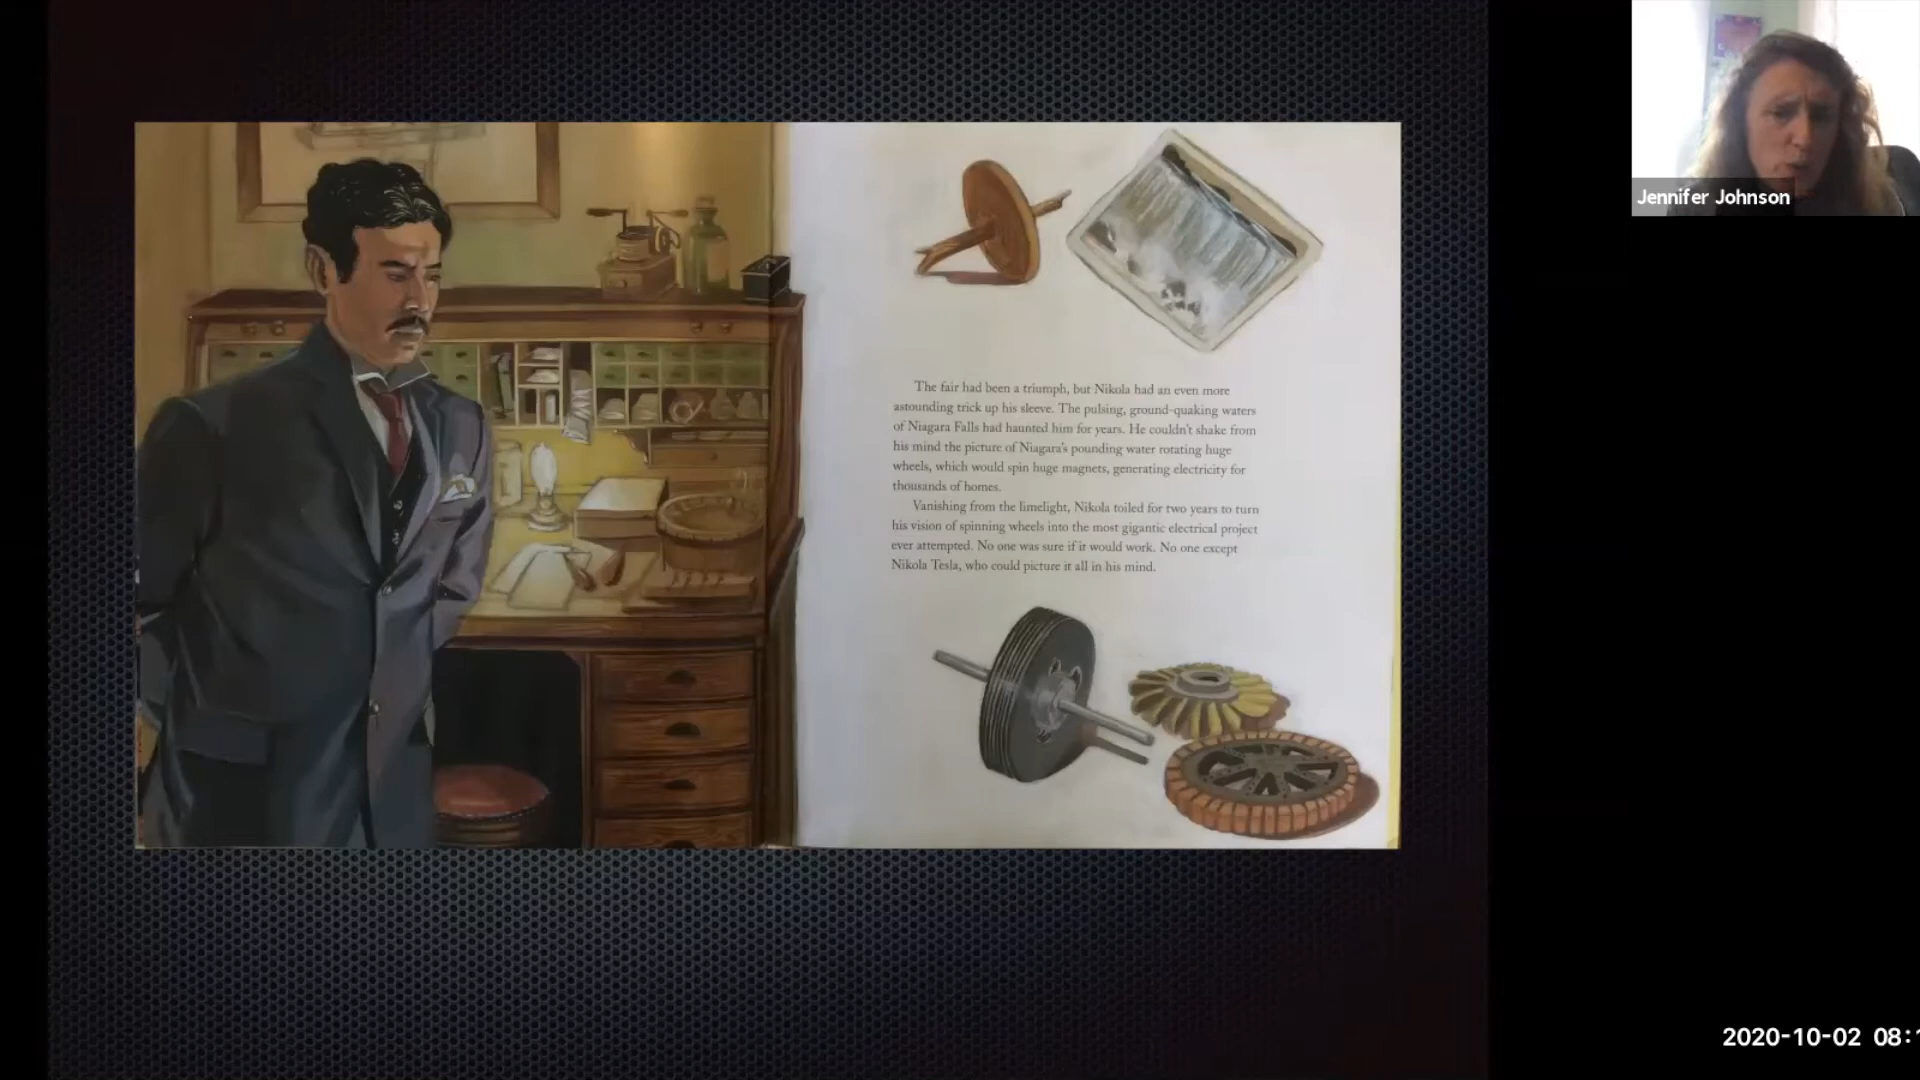 Jennifer Johnson
The fair had been a triumph, but Nikola had an even more
astounding trick up his sleeve. The pulsing, ground-quaking waters
of Niagara Falls had haunted him for years. He couldn't shake from
his mind the picture of Niagara's pounding water rotating huge
wheels, which would spin huge magnets, generating electricity for
thousands of homes.
Vanishing from the limelight, Nikola toiled for two years to turn
his vision of spinning wheels into the most gigantic electrical project
ever attempted. No one was sure if it would work. No one except
Nikola Tesla, who could picture it all in his mind.
2020-10-02 08: